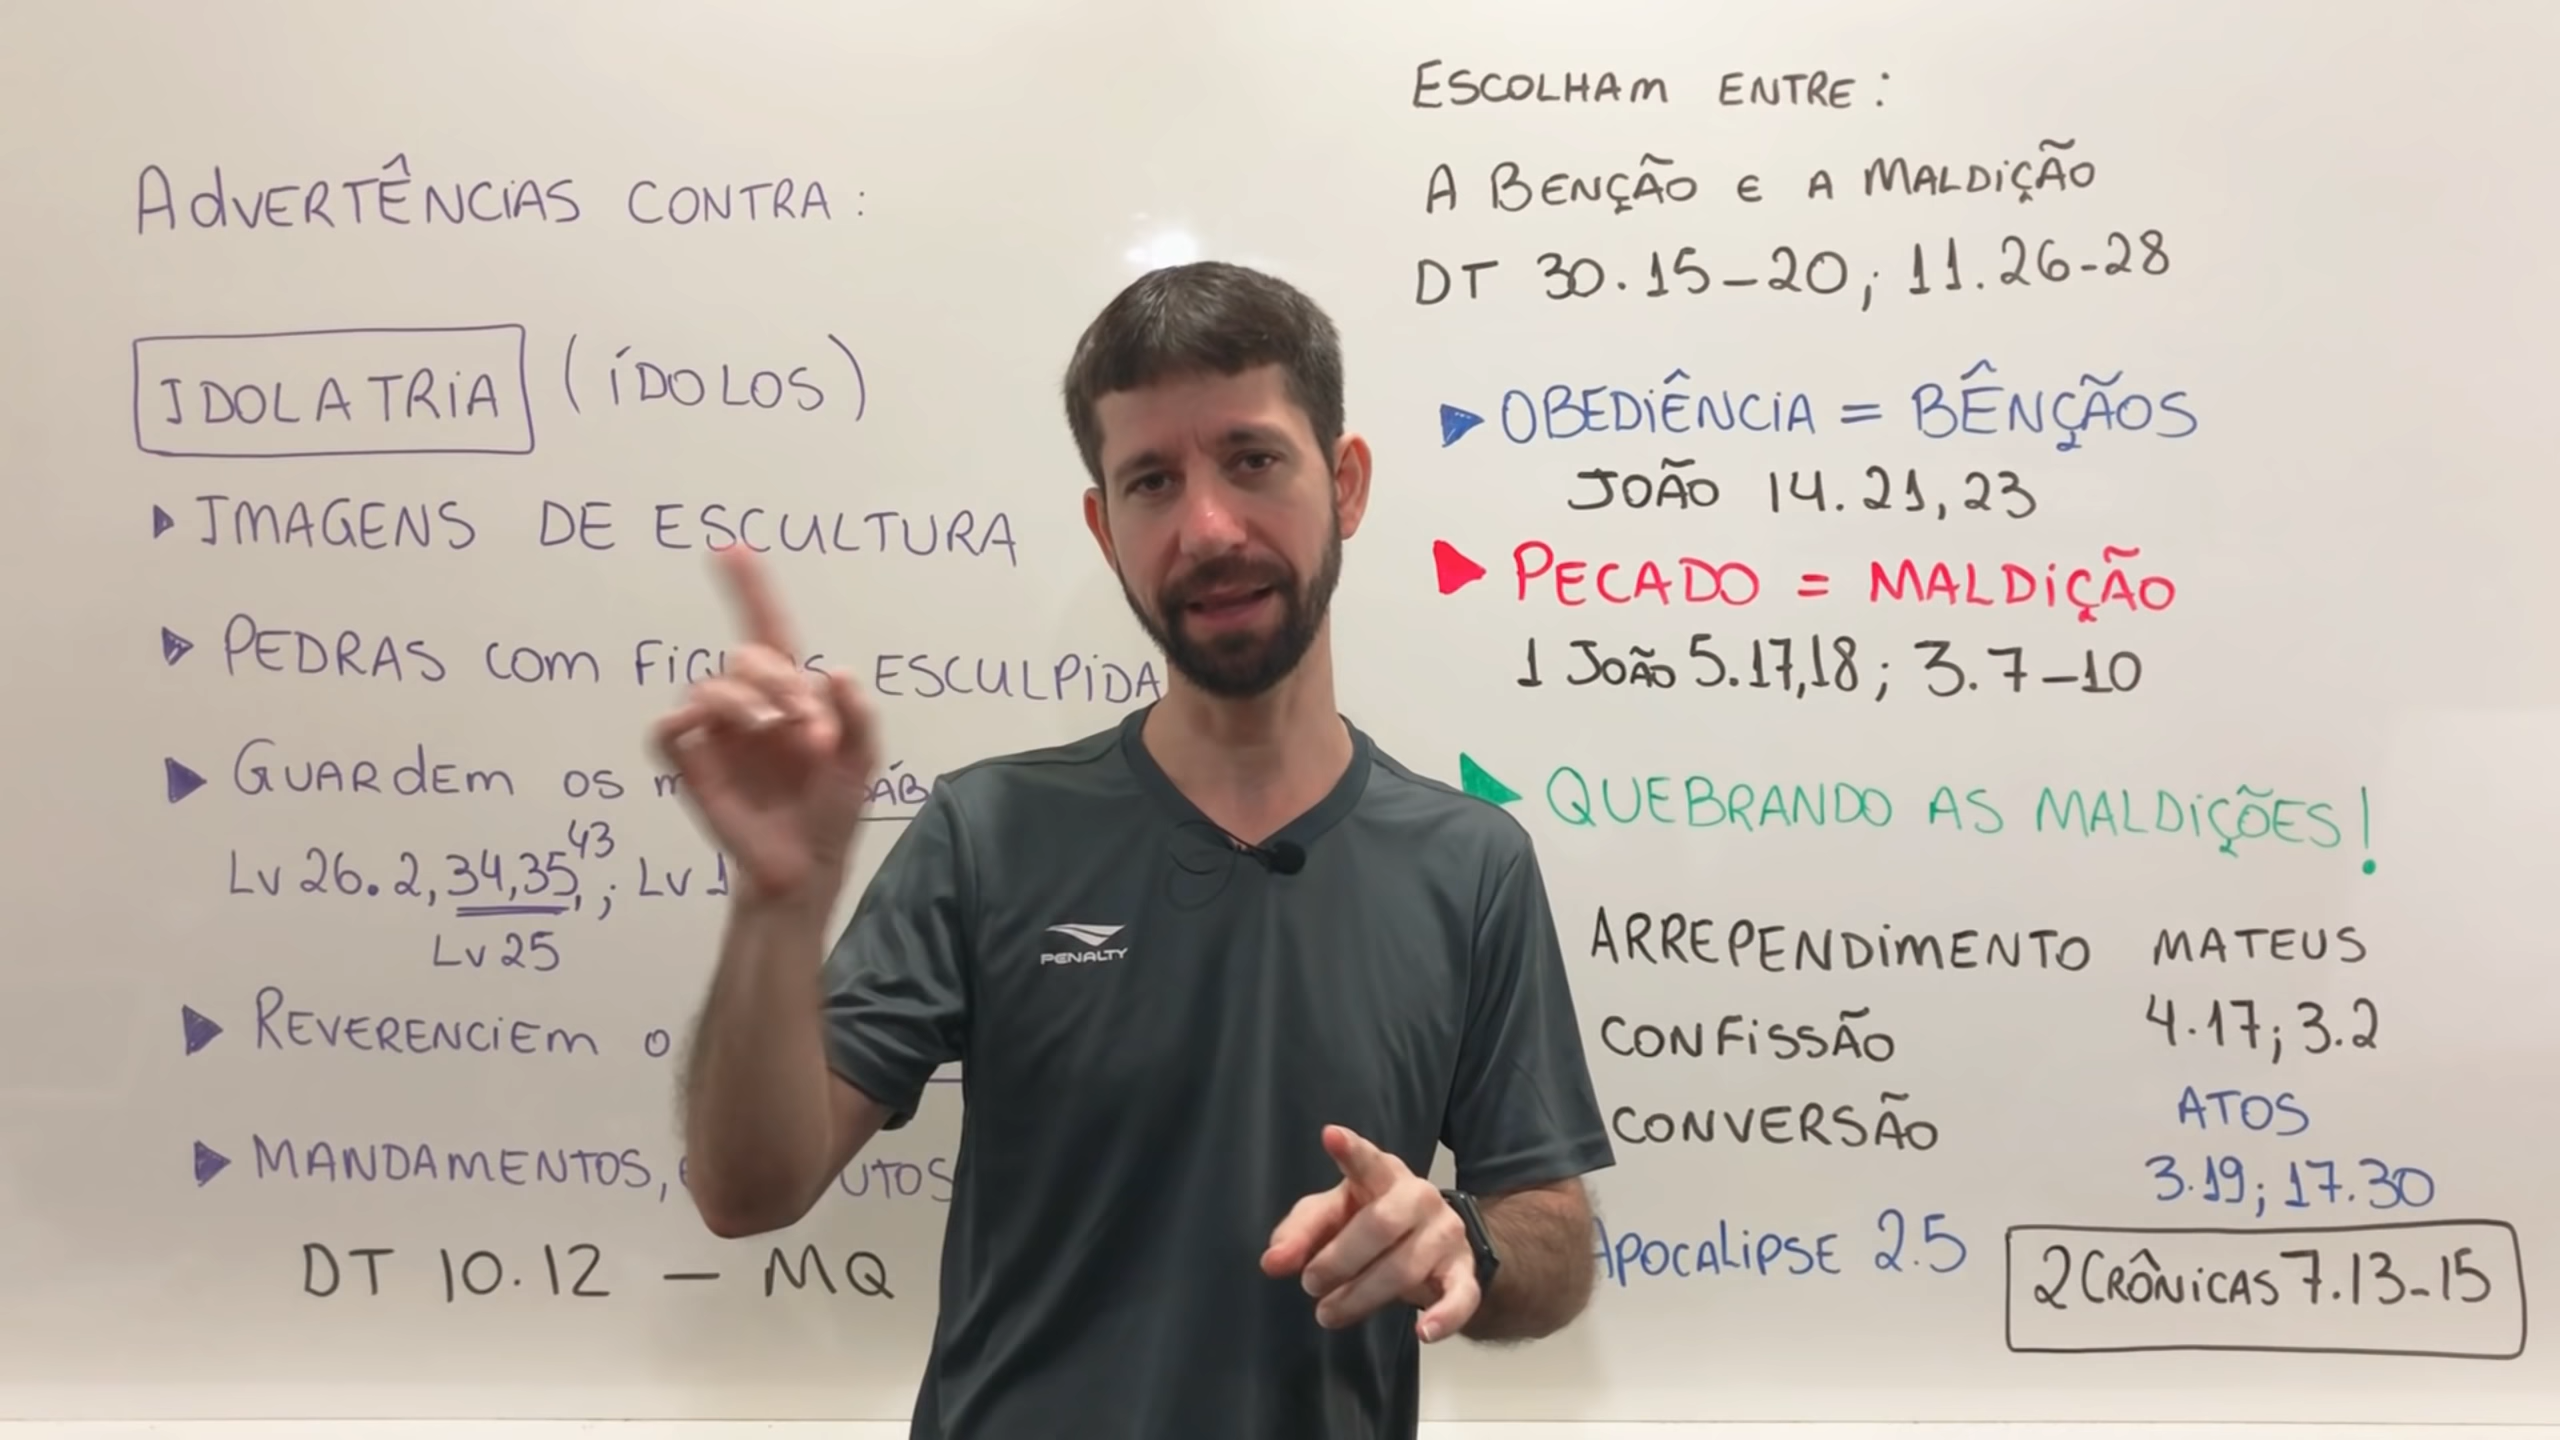 ADVERTÊNCIAS CONTRA:
IDOLATRIA (ÍDOLOS)
IMAGENS DE ESCULTURA
PEDRAS COM ESCULPIDA
GUARDEM OS
LV 26.2, 34,35, 43; LV
LV 25
REVERENCIEM O
MANDAMENTOS,
DT 10.12 — MQ
ESCOLHAM ENTRE:
A BENÇÃO E A MALDIÇÃO
DT 30.15-20; 11.26-28
OBEDIÊNCIA = BÊNÇÃOS
JOÃO 14.21,23
PECADO = MALDIÇÃO
1 JOÃO 5.17,18; 3.7-10
QUEBRANDO AS MALDIÇÕES!
ARREPENDIMENTO
CONFISSÃO
CONVERSÃO
MATEUS
4.17; 3.2
ATOS
3.19; 17.30
APOCALIPSE 2.5
2 CRÔNICAS 7.13-15
PENALTY